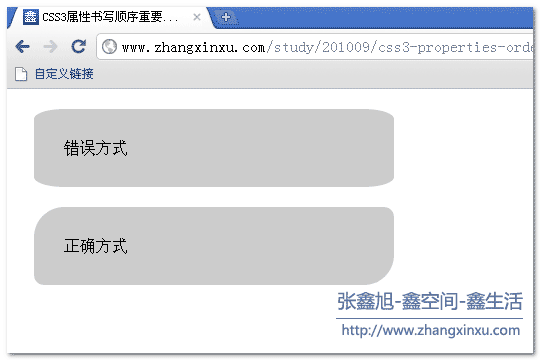 鑫 CSS3属性书写顺序重要...
www.zhangxinxu.com/study/201009/css3-properties-orde
自定义链接
错误方式
正确方式
张鑫旭-鑫空间-鑫生活
http://www.zhangxinxu.com